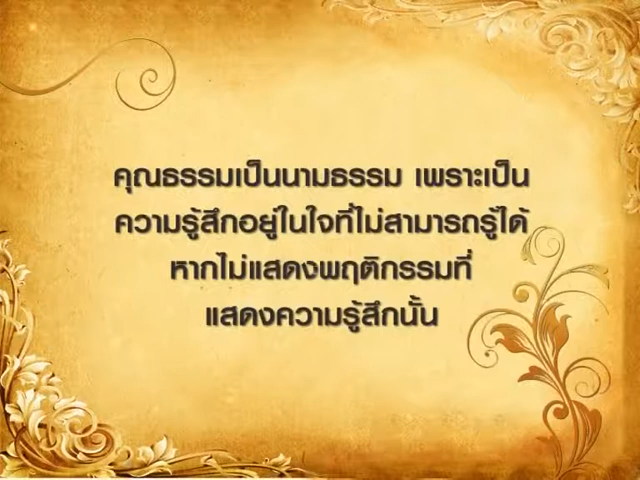 คุณธรรมเป็นนามธรรม เพราะเป็น
ความรู้สึกอยู่ในใจที่ไม่สามารถรู้ได้
หากไม่แสดงพฤติกรรมที่
แสดงความรู้สึกนั้น